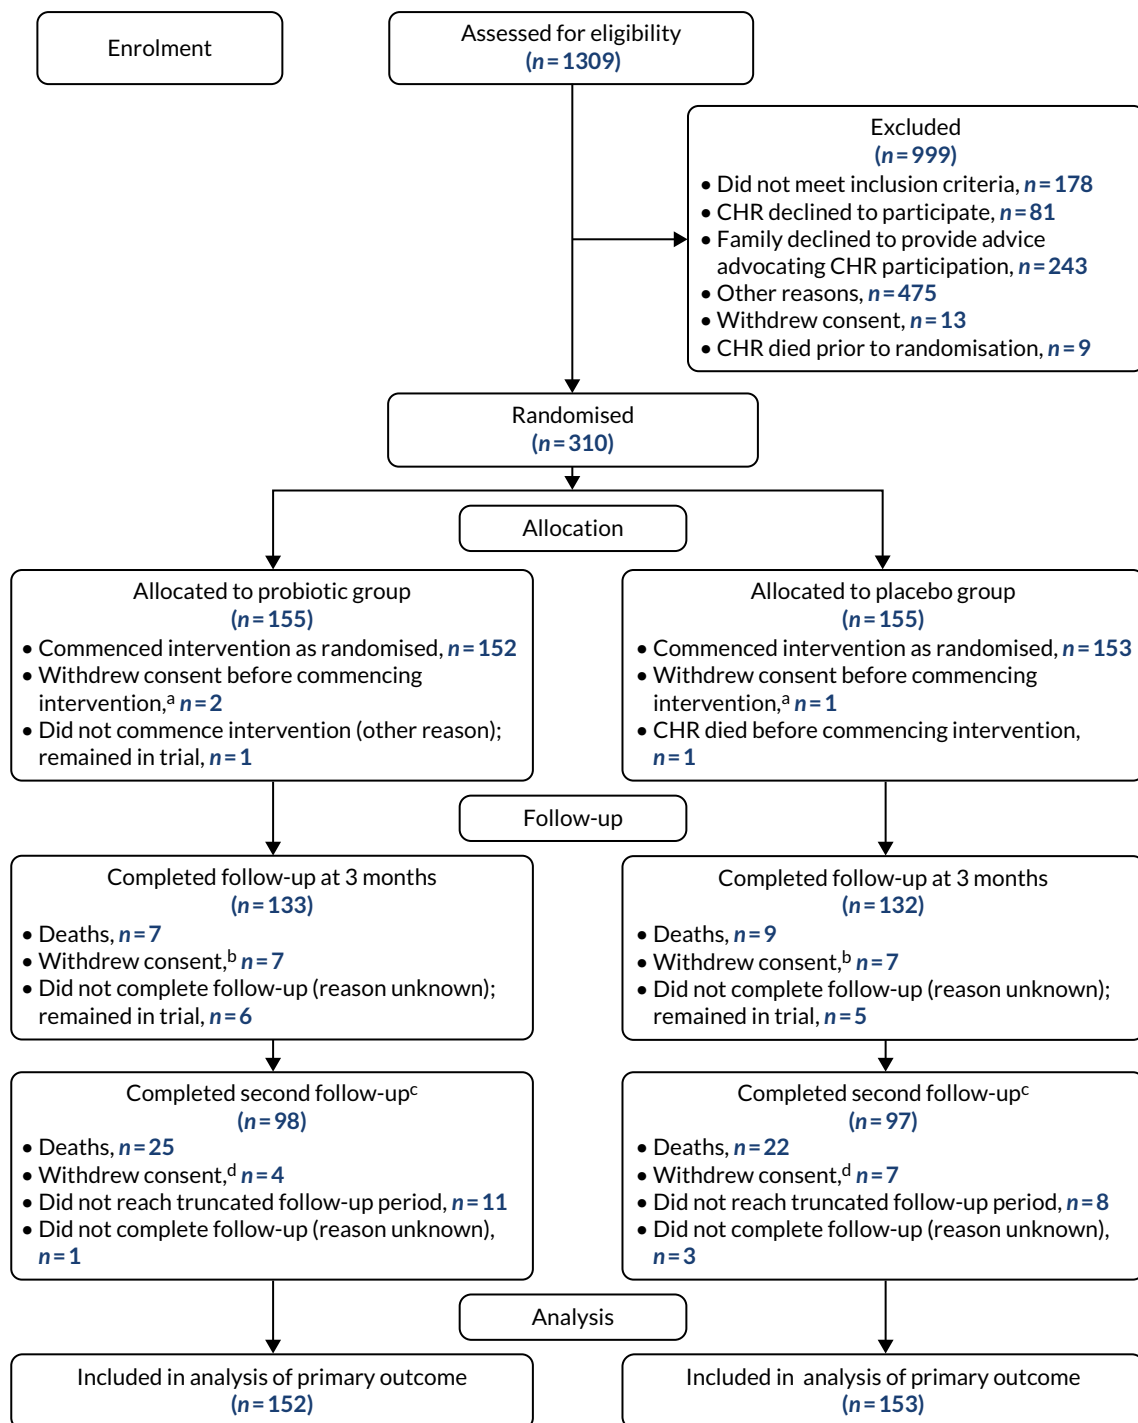 Enrolment
Assessed for eligibility
(n = 1309)
Excluded
(n = 999)
• Did not meet inclusion criteria, n = 178
• CHR declined to participate, n = 81
• Family declined to provide advice
advocating CHR participation, n = 243
• Other reasons, n = 475
• Withdrew consent, n = 13
• CHR died prior to randomisation, n = 9
Randomised
(n = 310)
Allocation
Allocated to probiotic group
(n = 155)
• Commenced intervention as randomised, n = 152
• Withdrew consent before commencing
intervention,a n = 2
• Did not commence intervention (other reason);
remained in trial, n = 1
Allocated to placebo group
(n = 155)
• Commenced intervention as randomised, n = 153
• Withdrew consent before commencing
intervention,a n = 1
• CHR died before commencing intervention,
n = 1
Follow-up
Completed follow-up at 3 months
(n = 133)
• Deaths, n = 7
• Withdrew consent,b n = 7
• Did not complete follow-up (reason unknown);
remained in trial, n = 6
Completed follow-up at 3 months
(n = 132)
• Deaths, n = 9
• Withdrew consent,b n = 7
• Did not complete follow-up (reason unknown);
remained in trial, n = 5
Completed second follow-upc
(n = 98)
• Deaths, n = 25
• Withdrew consent,d n = 4
• Did not reach truncated follow-up period, n = 11
• Did not complete follow-up (reason unknown),
n = 1
Completed second follow-upc
(n = 97)
• Deaths, n = 22
• Withdrew consent,d n = 7
• Did not reach truncated follow-up period, n = 8
• Did not complete follow-up (reason unknown),
n = 3
Analysis
Included in analysis of primary outcome
(n = 152)
Included in analysis of primary outcome
(n = 153)